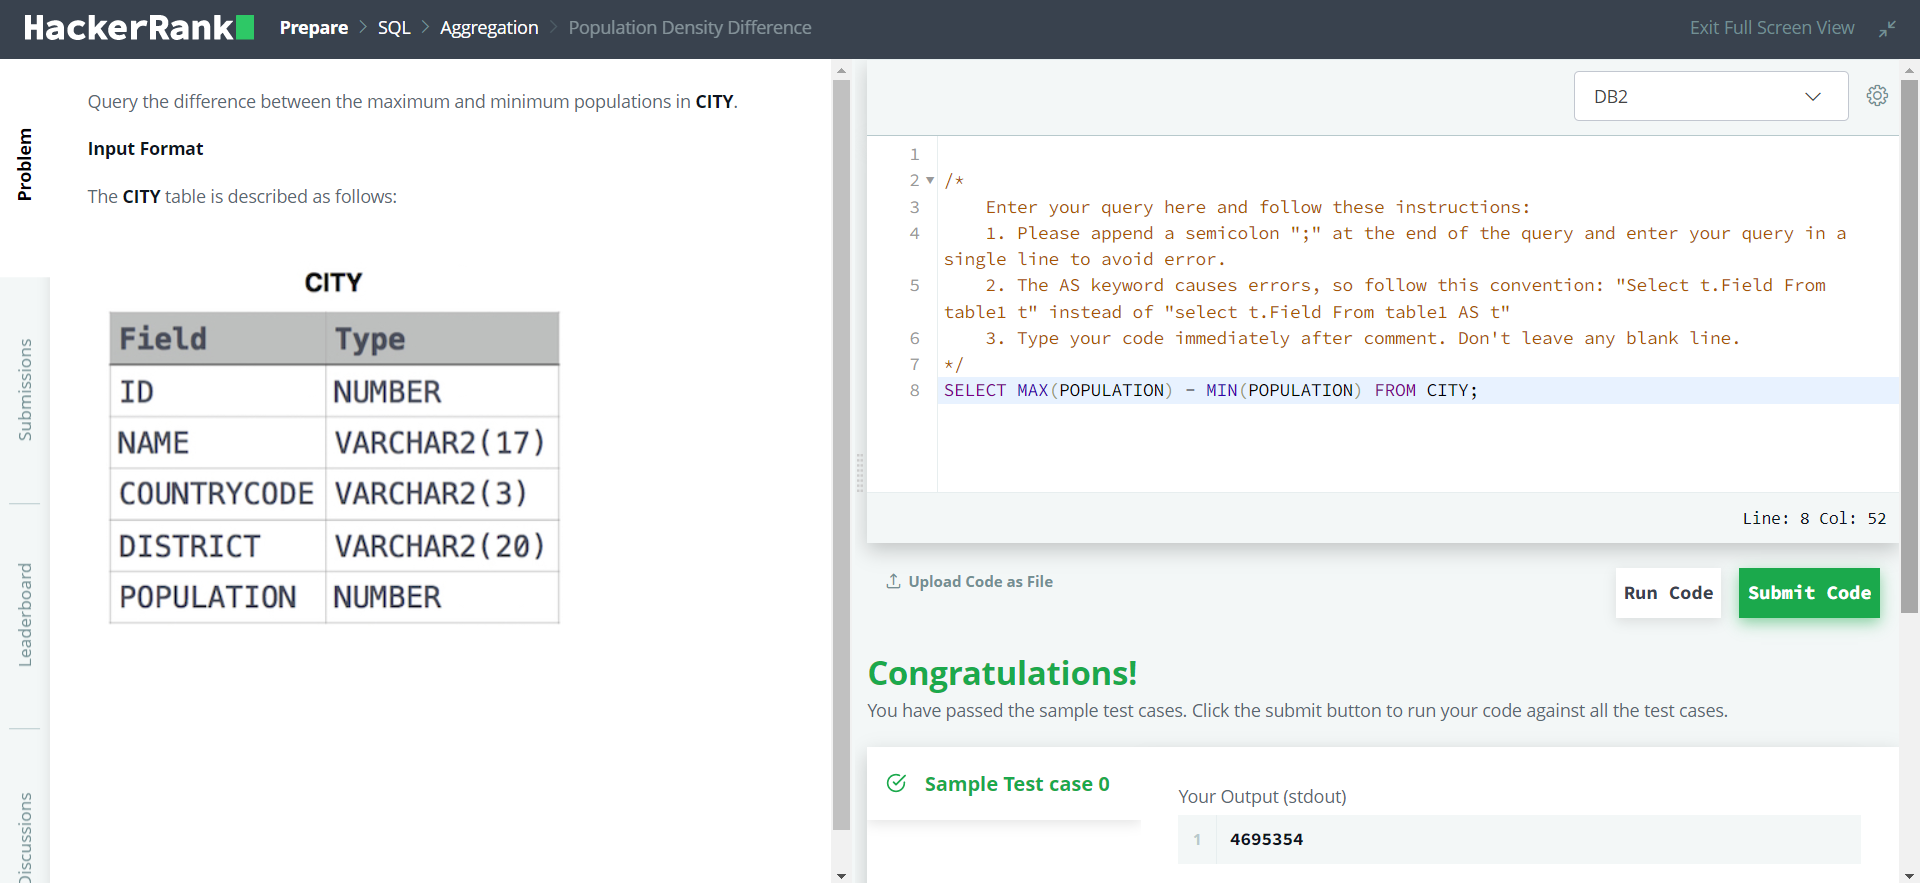 HackerRank
Prepare > SQL > Aggregation > Population Density Difference
Exit Full Screen View
Problem
Submissions
Leaderboard
Discussions
Query the difference between the maximum and minimum populations in CITY.
Input Format
The CITY table is described as follows:
CITY
Field Type
ID NUMBER
NAME VARCHAR2(17)
COUNTRYCODE VARCHAR2(3)
DISTRICT VARCHAR2(20)
POPULATION NUMBER
DB2
1
2 /*
3 Enter your query here and follow these instructions:
4 1. Please append a semicolon ";" at the end of the query and enter your query in a
single line to avoid error.
5 2. The AS keyword causes errors, so follow this convention: "Select t.Field From
table1 t" instead of "select t.Field From table1 AS t"
6 3. Type your code immediately after comment. Don't leave any blank line.
7 */
8 SELECT MAX(POPULATION) - MIN(POPULATION) FROM CITY;
Line: 8 Col: 52
Upload Code as File
Run Code
Submit Code
Congratulations!
You have passed the sample test cases. Click the submit button to run your code against all the test cases.
Sample Test case 0
Your Output (stdout)
1 4695354